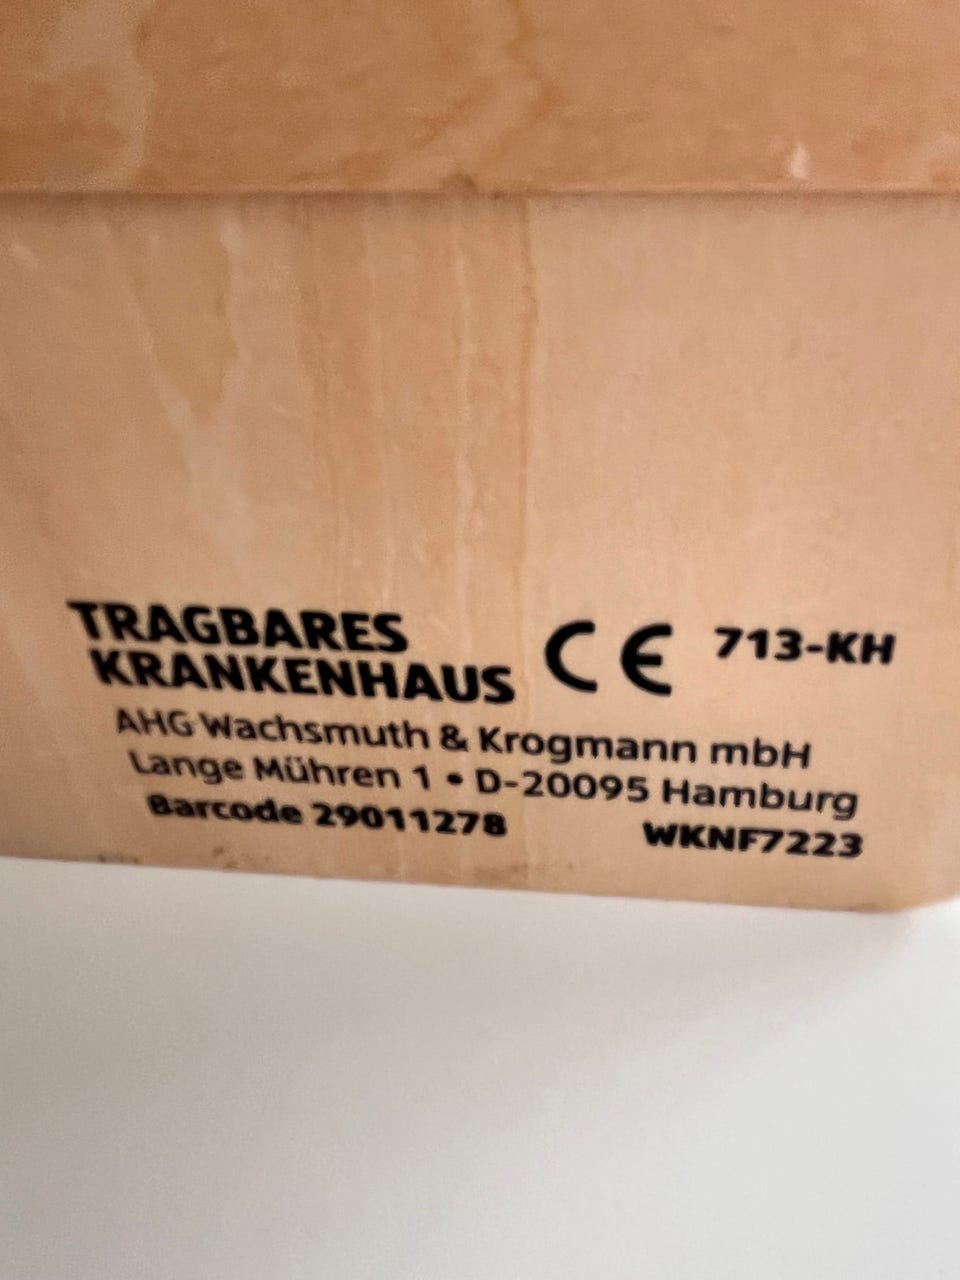 TRAGBARES
KRANKENHAUS
CE 713-KH
AHG Wachsmuth & Krogmann mbH
Lange Mühren 1 • D-20095 Hamburg
Barcode 29011278 WKNF7223